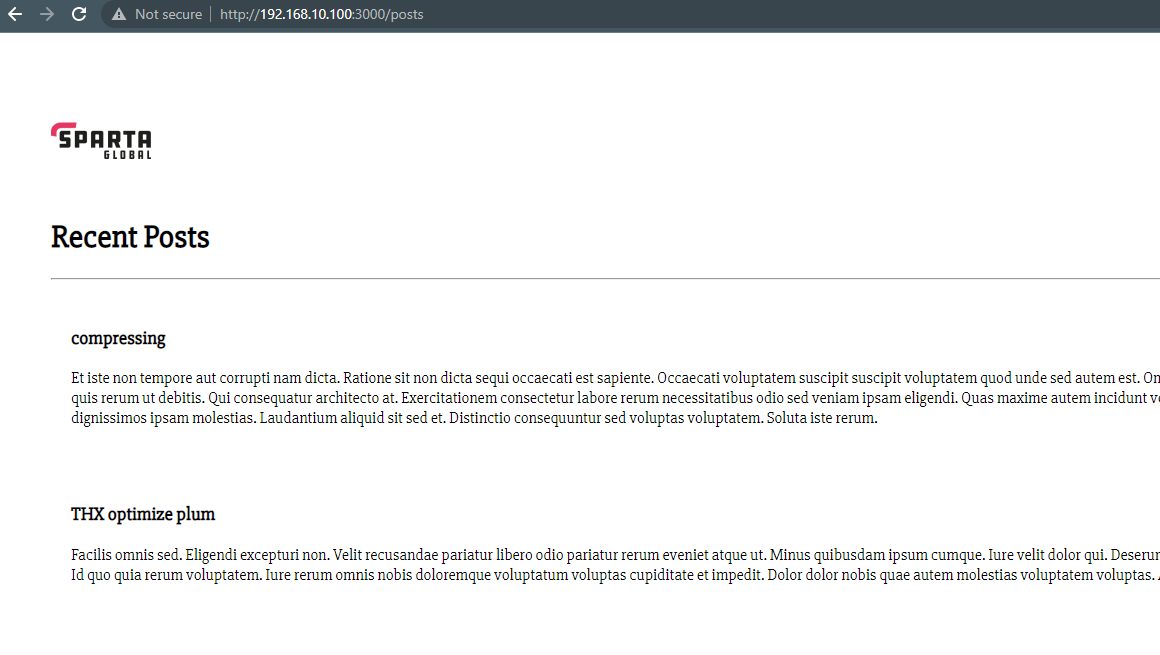 Not secure http://192.168.10.100:3000/posts
SPARTA
GLOBAL
Recent Posts
compressing
Et iste non tempore aut corrupti nam dicta. Ratione sit non dicta sequi occaecati est sapiente. Occaecati voluptatem suscipit suscipit voluptatem quod unde sed autem est.
quis rerum ut debitis. Qui consequatur architecto at. Exercitationem consectetur labore rerum necessitatibus odio sed veniam ipsam eligendi. Quas maxime autem incidunt
dignissimos ipsam molestias. Laudantium aliquid sit sed et. Distinctio consequuntur sed voluptas voluptatem. Soluta iste rerum.
THX optimize plum
Facilis omnis sed. Eligendi excepturi non. Velit recusandae pariatur libero odio pariatur rerum eveniet atque ut. Minus quibusdam ipsum cumque. Iure velit dolor qui.
Id quo quia rerum voluptatem. Iure rerum omnis nobis doloremque voluptatum voluptas cupiditate et impedit. Dolor dolor nobis quae autem molestias voluptatem voluptas.